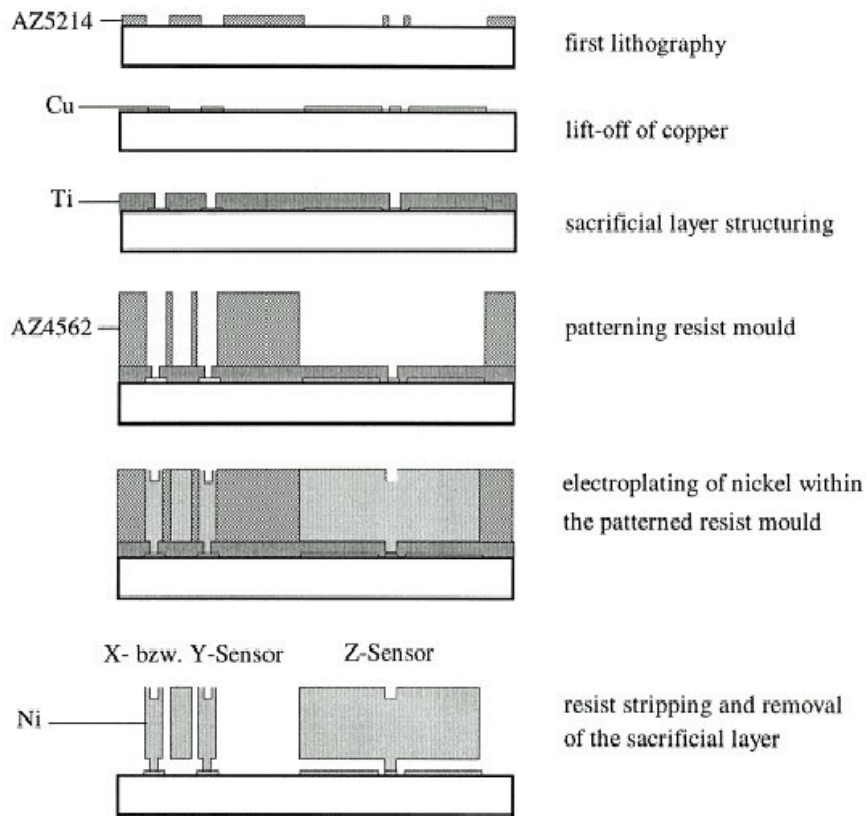 AZ5214
first lithography
Cu
lift-off of copper
Ti
sacrificial layer structuring
AZ4562
patterning resist mould
electroplating of nickel within
the patterned resist mould
X- bzw. Y-Sensor
Z-Sensor
Ni
resist stripping and removal
of the sacrificial layer